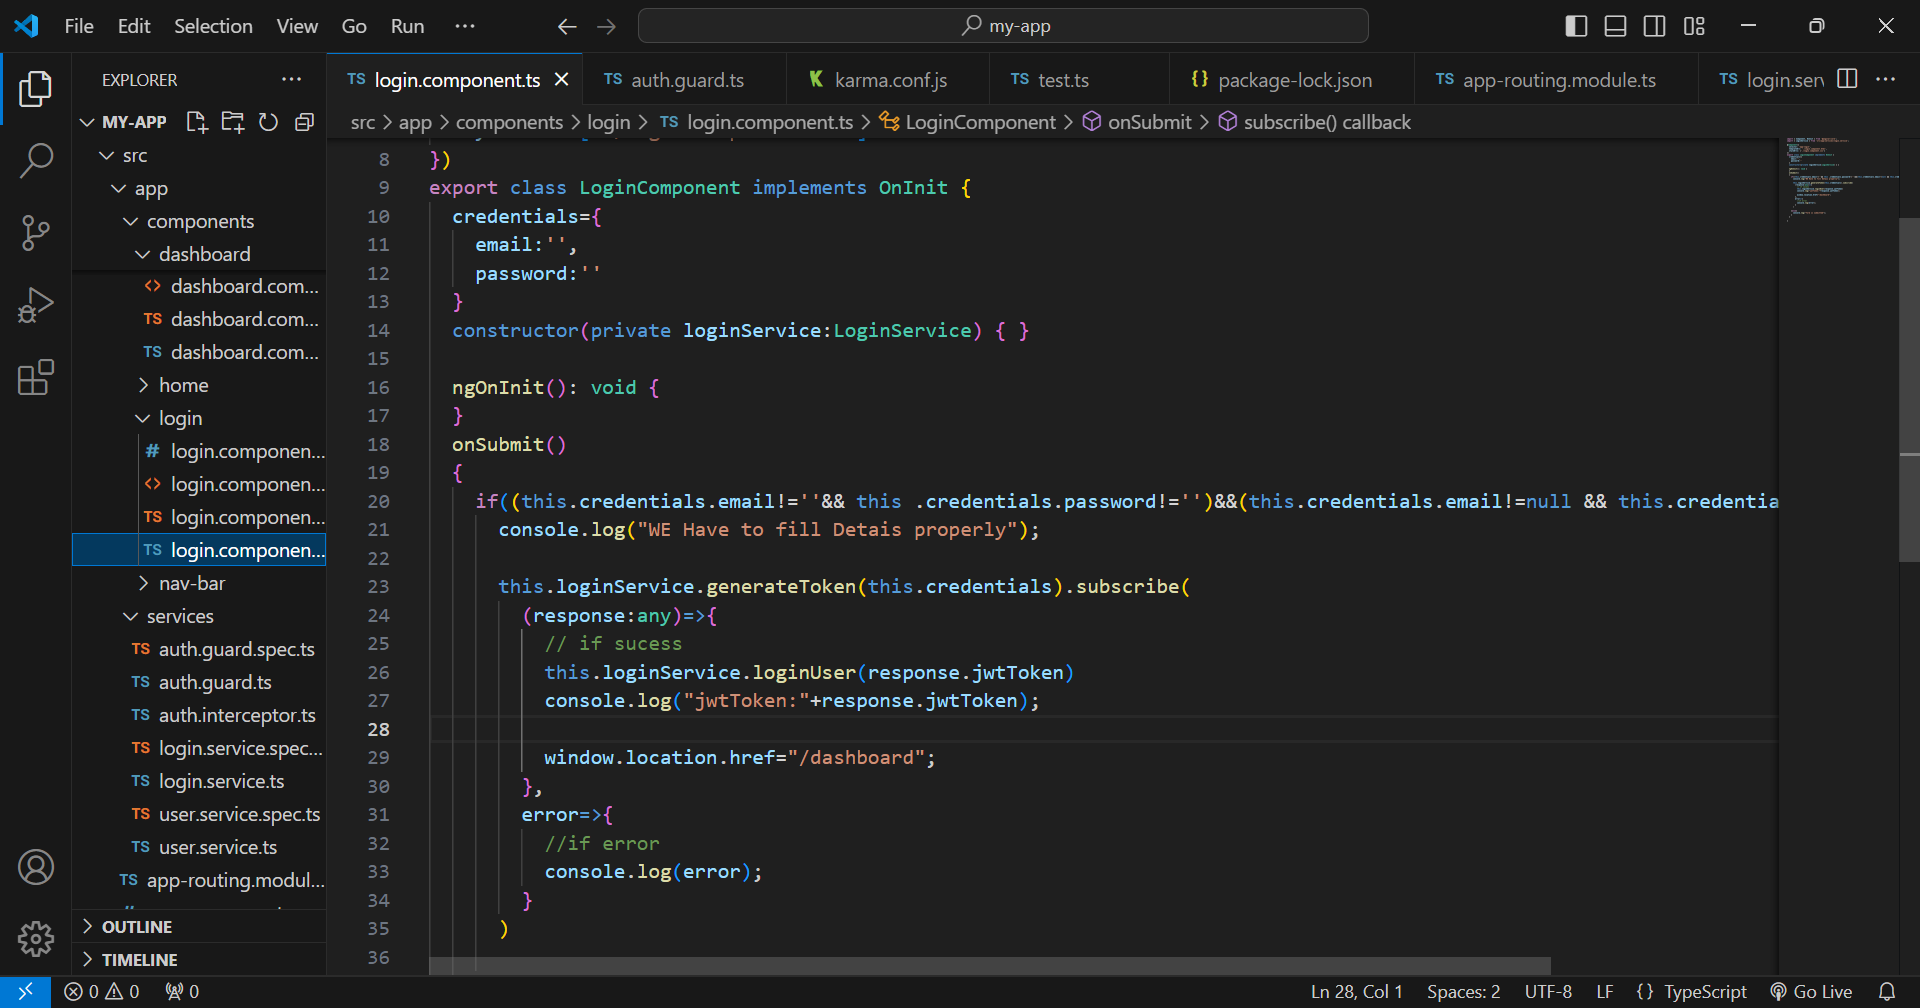 File Edit Selection View Go Run ···
my-app
EXPLORER
MY-APP
src
app
components
dashboard
dashboard.com...
TS dashboard.com...
TS dashboard.com...
home
login
# login.componen...
login.componen...
TS login.componen...
TS login.componen...
nav-bar
services
TS auth.guard.spec.ts
TS auth.guard.ts
TS auth.interceptor.ts
TS login.service.spec...
TS login.service.ts
TS user.service.spec.ts
TS user.service.ts
TS app-routing.modul...
OUTLINE
TIMELINE
TS login.component.ts TS auth.guard.ts karma.conf.js TS test.ts {} package-lock.json TS app-routing.module.ts TS login.serv
src > app > components > login > TS login.component.ts > LoginComponent > onSubmit > subscribe() callback
8 })
9 export class LoginComponent implements OnInit {
10 credentials={
11 email:'',
12 password:''
13 }
14 constructor(private loginService:LoginService) { }
15
16 ngOnInit(): void {
17 }
18 onSubmit()
19 {
20 if((this.credentials.email!=''&& this .credentials.password!='')&&(this.credentials.email!=null && this.credentia
21 console.log("WE Have to fill Detais properly");
22
23 this.loginService.generateToken(this.credentials).subscribe(
24 (response:any)=>{
25 // if sucess
26 this.loginService.loginUser(response.jwtToken)
27 console.log("jwtToken:"+response.jwtToken);
28
29 window.location.href="/dashboard";
30 },
31 error=>{
32 //if error
33 console.log(error);
34 }
35 )
36
0 0 0 Ln 28, Col 1 Spaces: 2 UTF-8 LF {} TypeScript Go Live